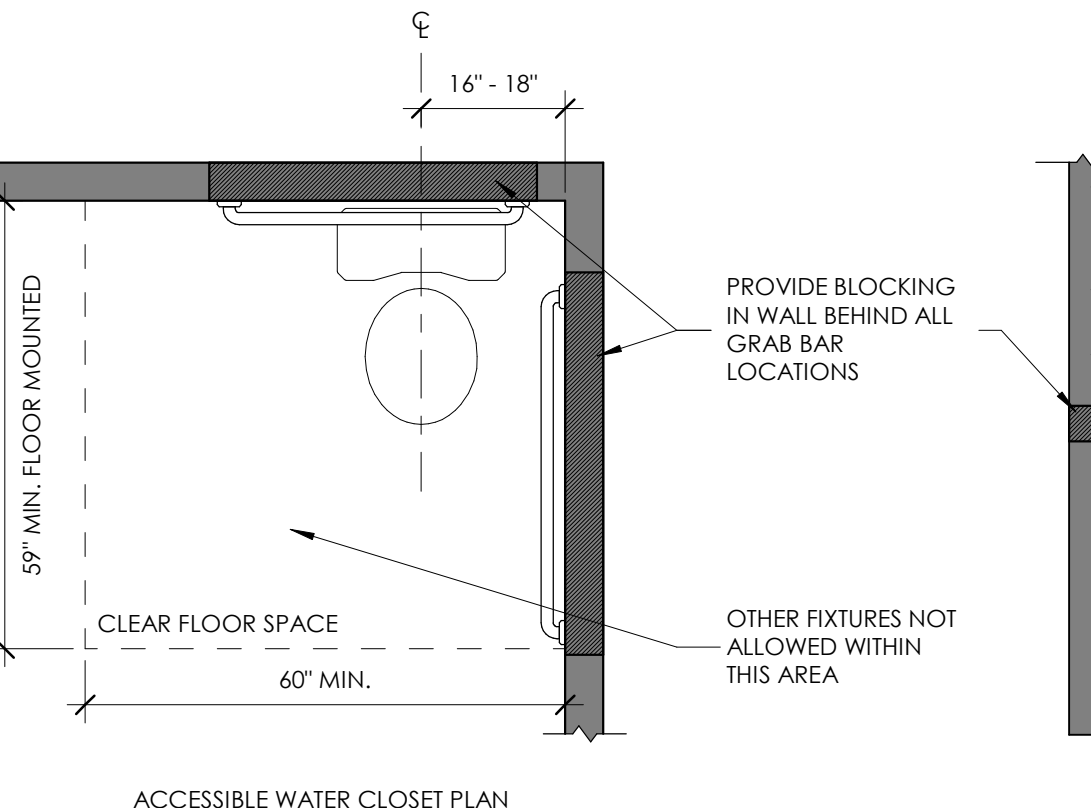 ℄
16" - 18"
59" MIN. FLOOR MOUNTED
PROVIDE BLOCKING
IN WALL BEHIND ALL
GRAB BAR
LOCATIONS
CLEAR FLOOR SPACE
60" MIN.
OTHER FIXTURES NOT
ALLOWED WITHIN
THIS AREA
ACCESSIBLE WATER CLOSET PLAN